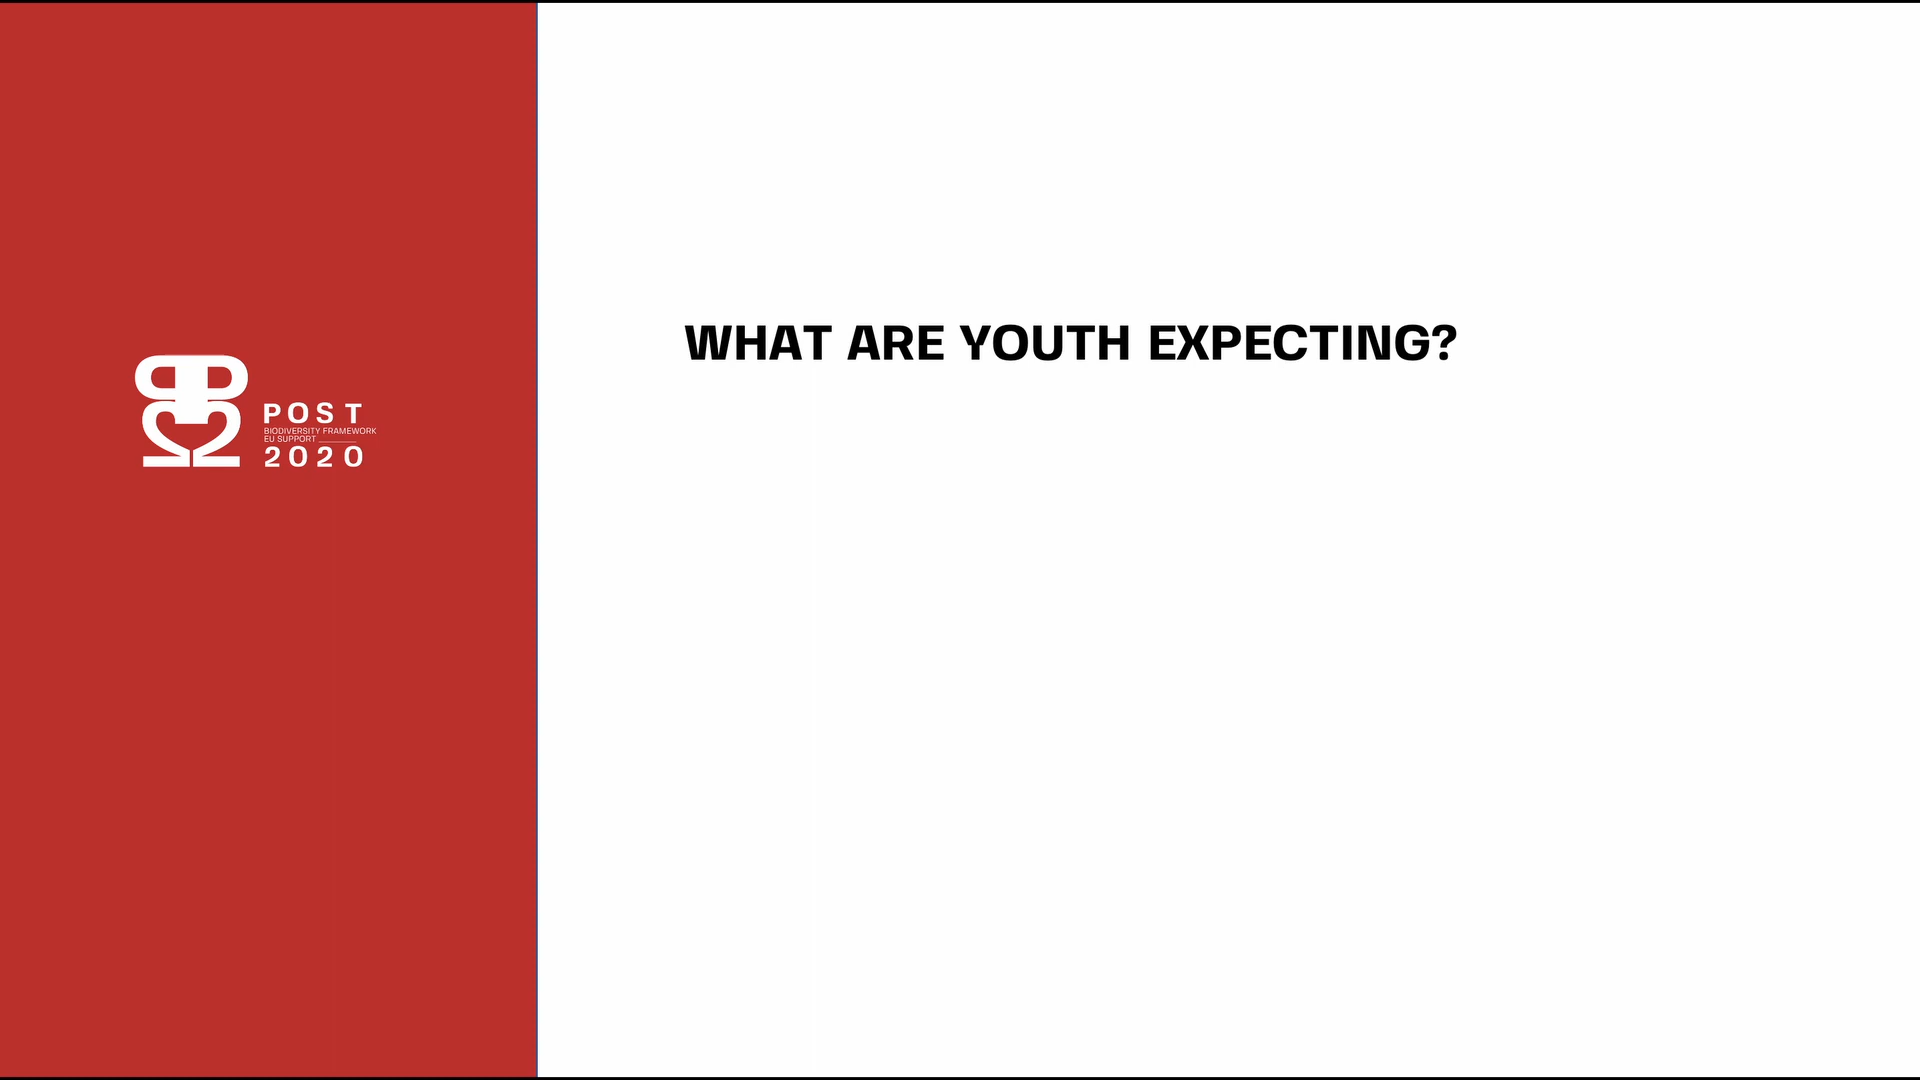 POST
BIODIVERSITY FRAMEWORK
EU SUPPORT
2020
WHAT ARE YOUTH EXPECTING?